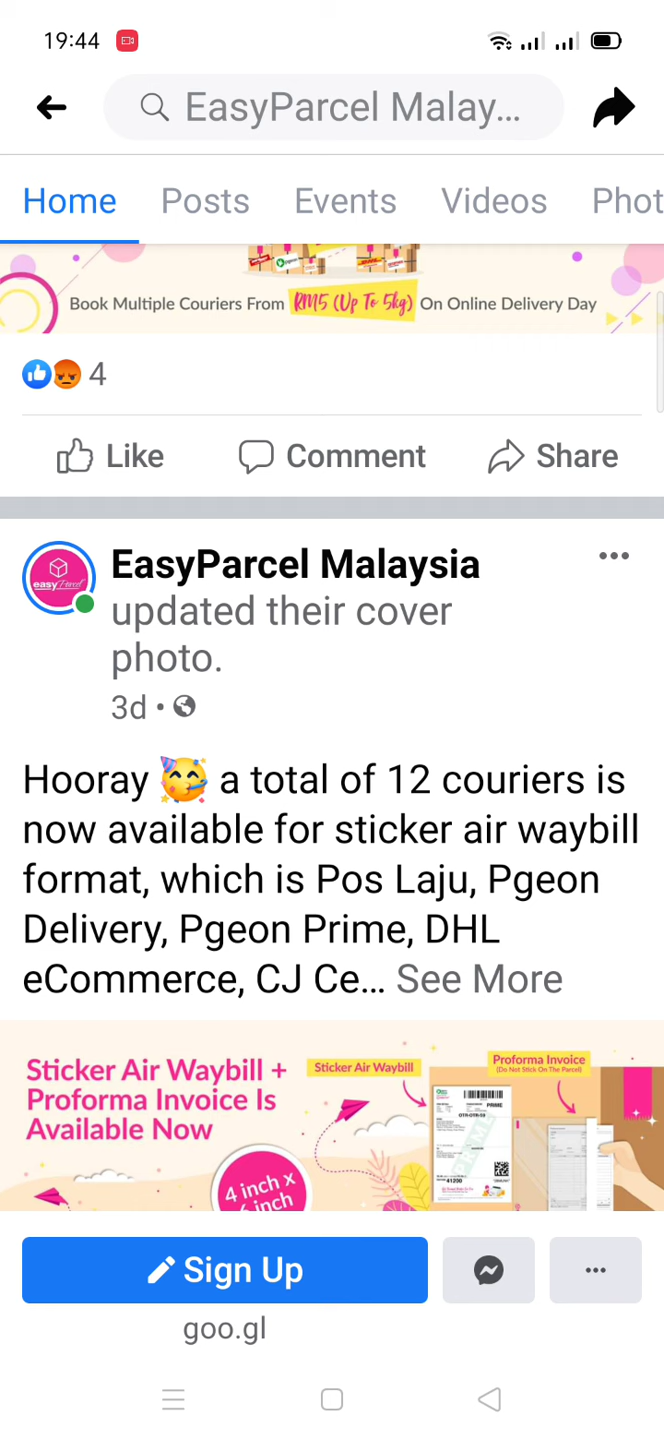 19:44
EasyParcel Malay...
Home Posts Events Videos Phot
Book Multiple Couriers From RM5 (Up To 5kg) On Online Delivery Day
4
Like Comment Share
EasyParcel Malaysia
updated their cover
photo.
3d •
easyParcel
Hooray 🥳 a total of 12 couriers is
now available for sticker air waybill
format, which is Pos Laju, Pgeon
Delivery, Pgeon Prime, DHL
eCommerce, CJ Ce... See More
Sticker Air Waybill +
Proforma Invoice Is
Available Now
Sticker Air Waybill
Proforma Invoice
(Do Not Stick On The Parcel)
PRIME
41200
4 inch x
inch
Sign Up
goo.gl